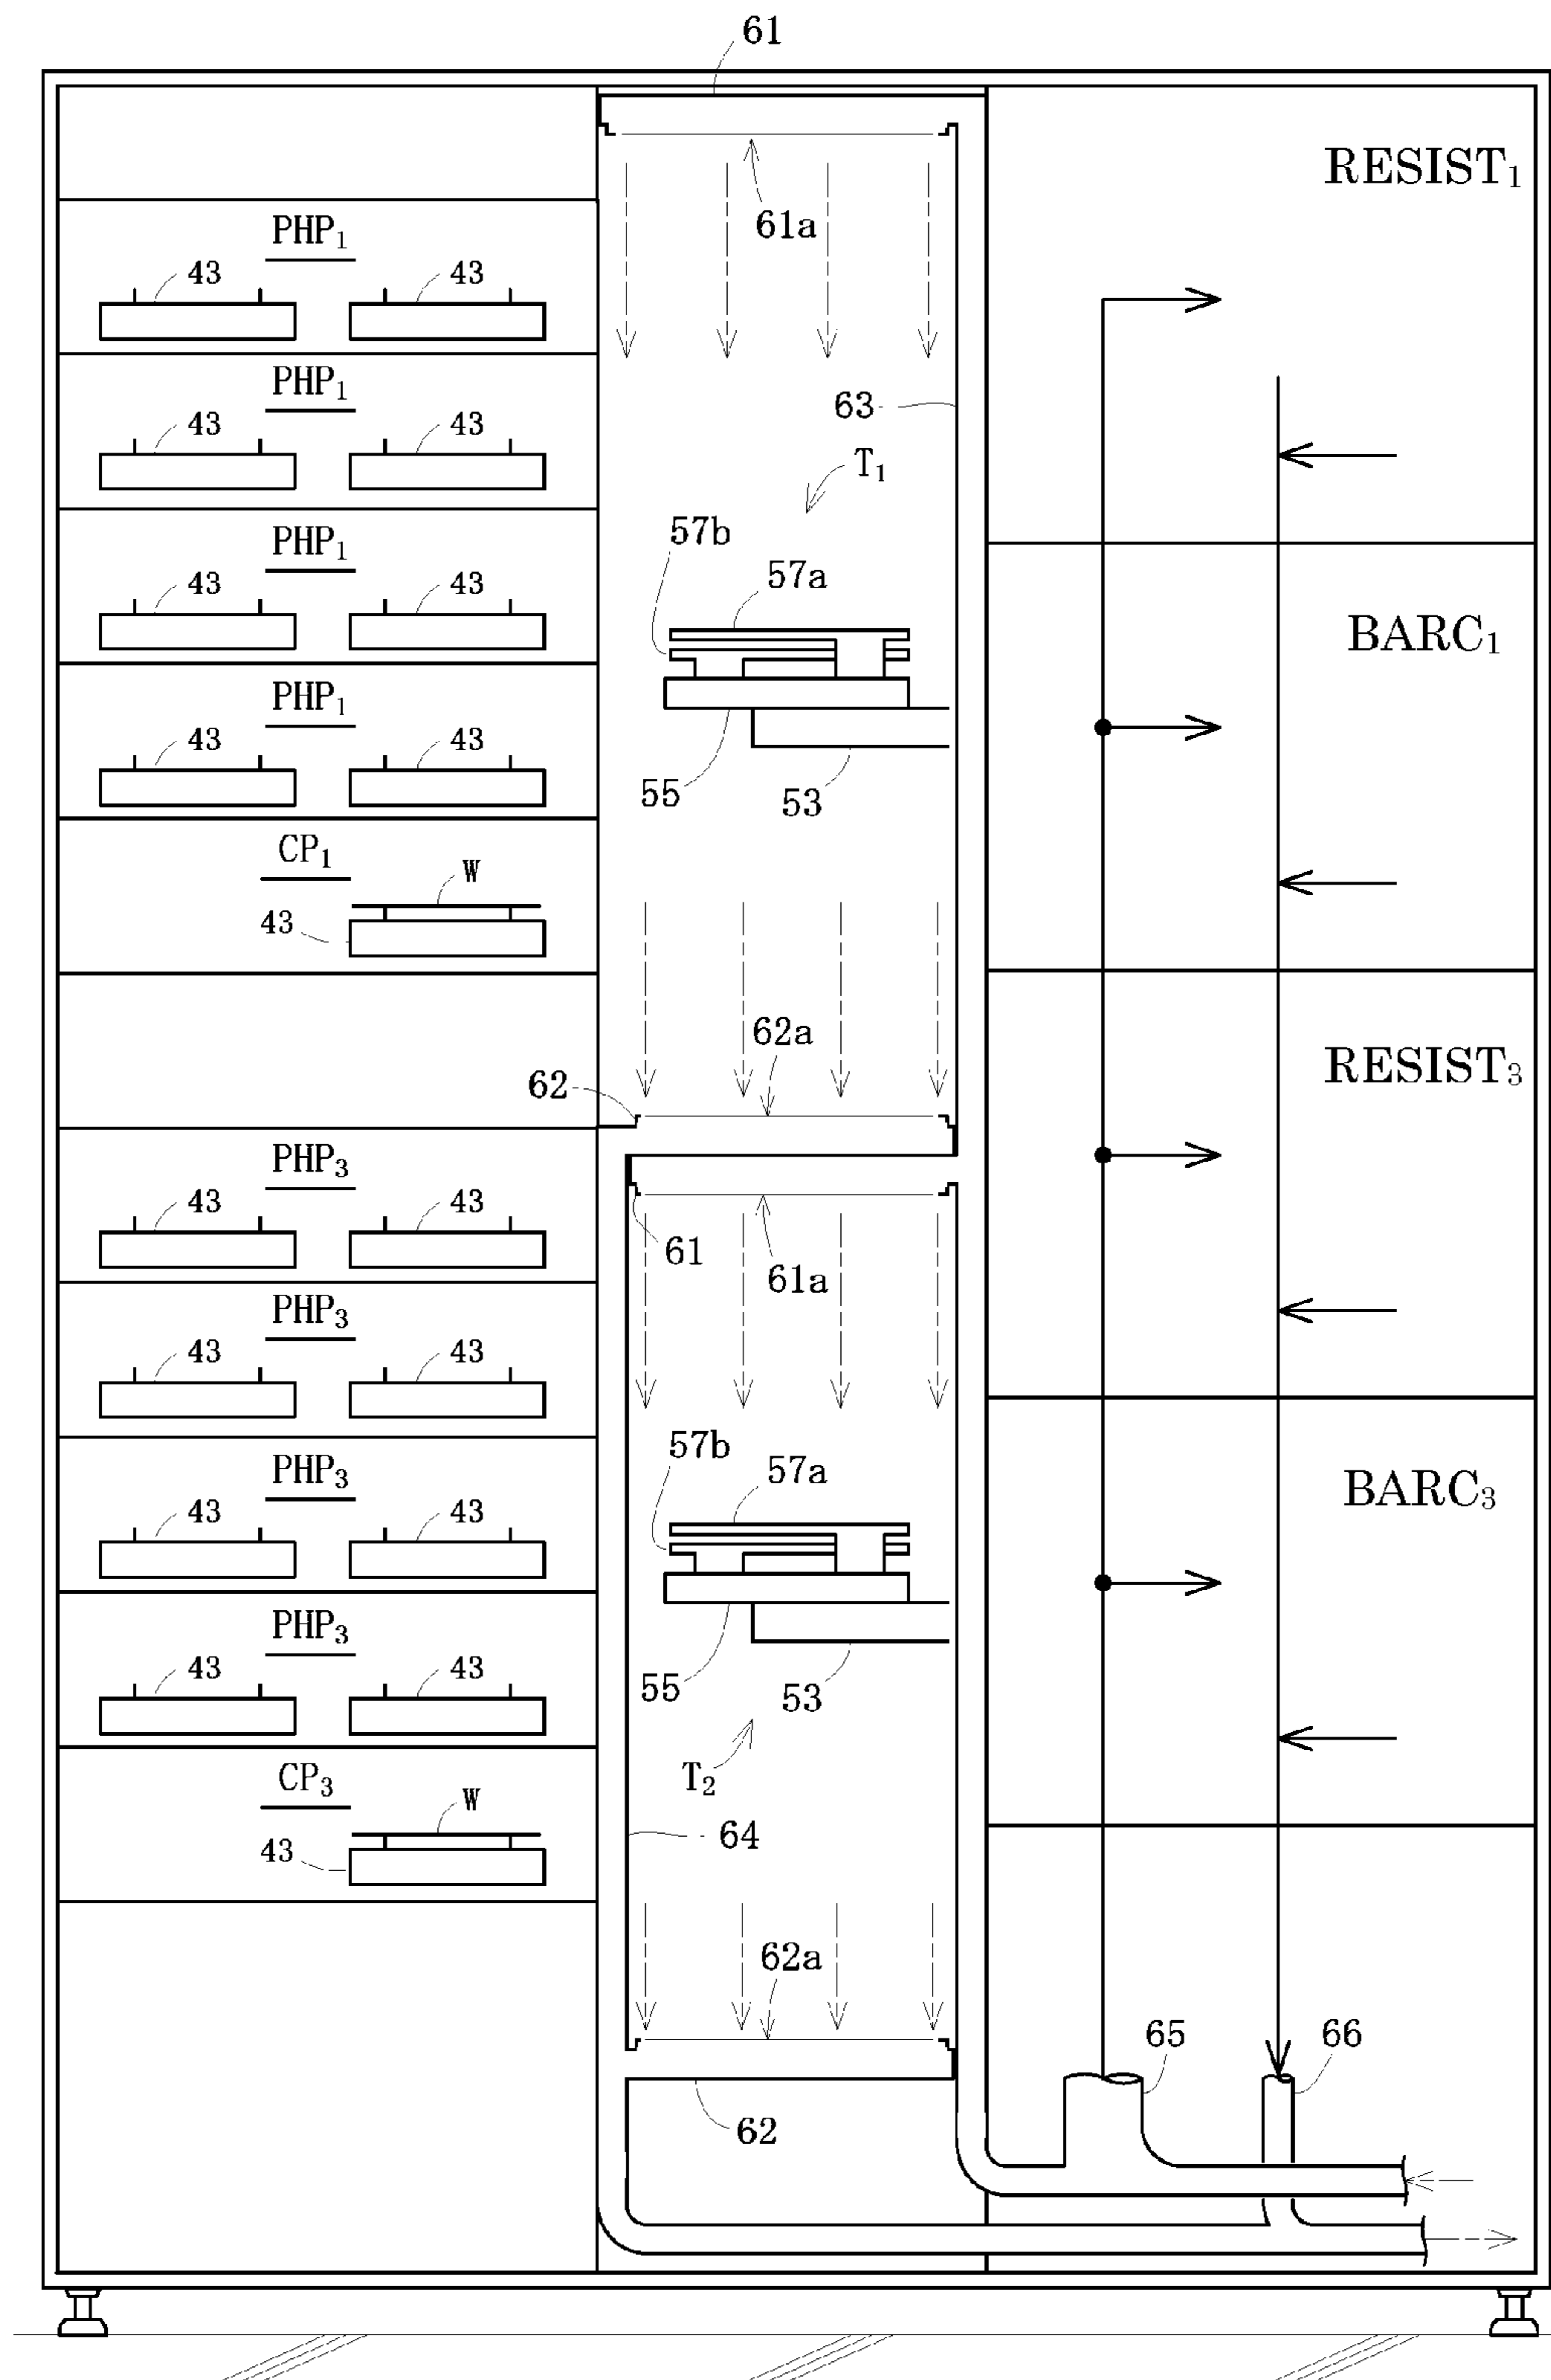 61
RESIST₁
61a
PHP₁
43 43
PHP₁
43 43
63
T₁
PHP₁
43 43
57b
57a
BARC₁
PHP₁
43 43
55
53
CP₁
W
43
62a
62
RESIST₃
PHP₃
43 43
61
61a
PHP₃
43 43
57b
57a
PHP₃
43 43
BARC₃
PHP₃
43 43
55
53
T₂
CP₃
W
43
64
62a
65
66
62